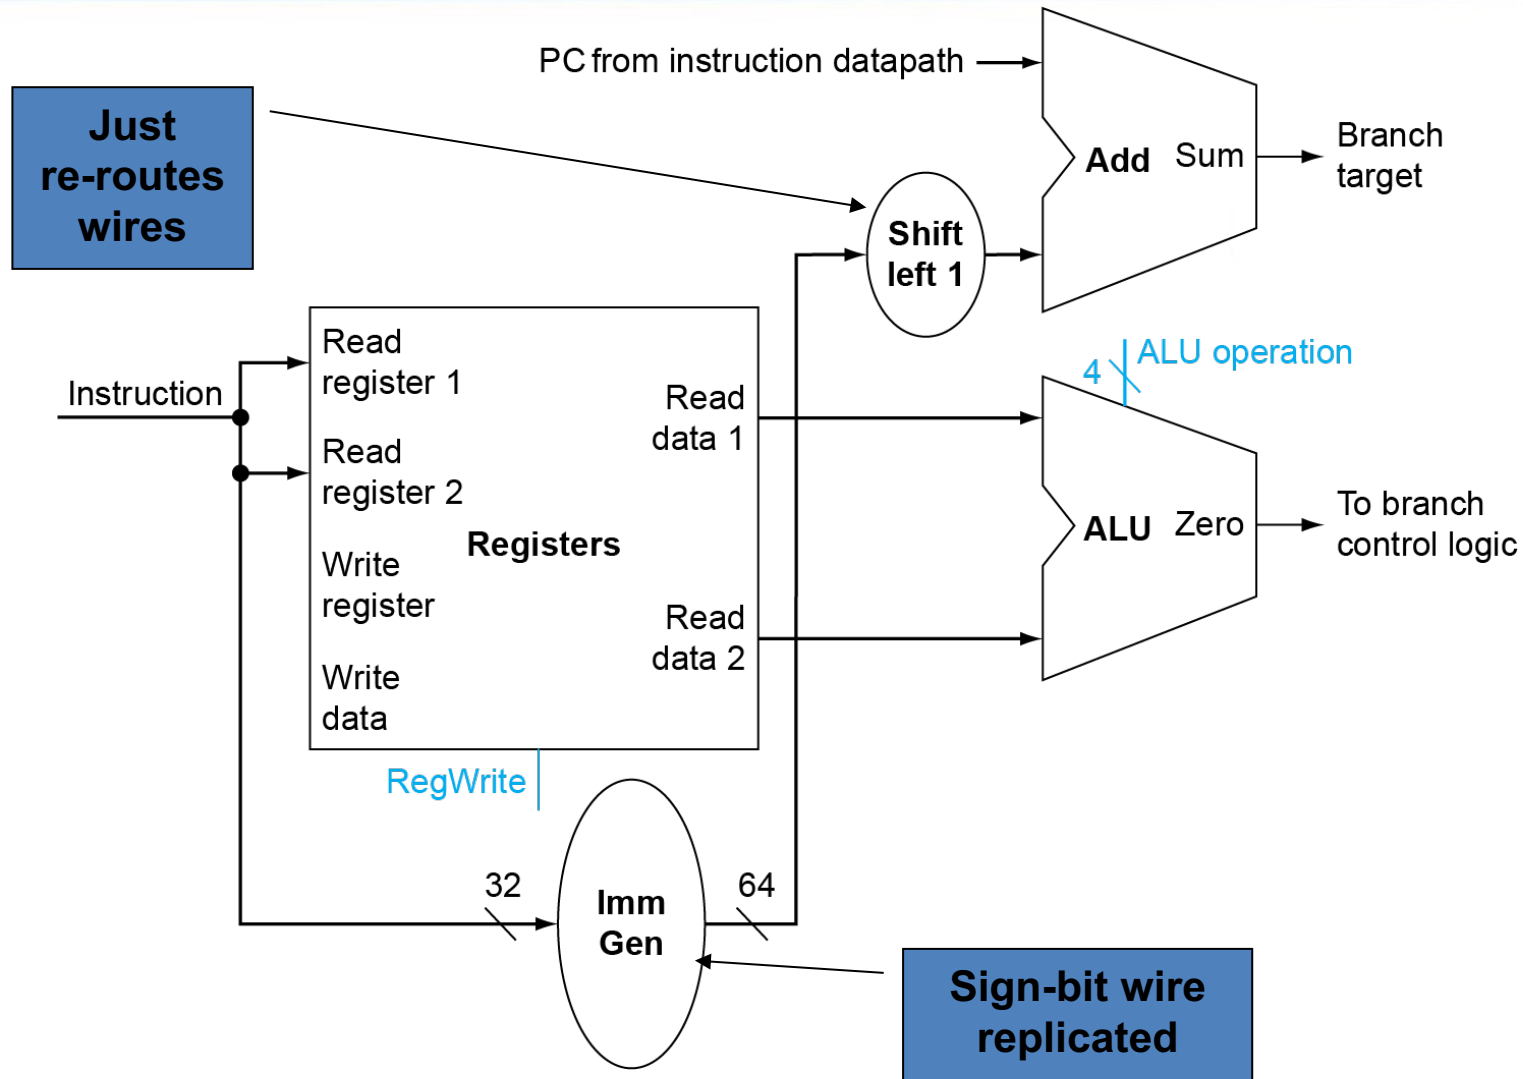 PC from instruction datapath
Just
re-routes
wires
Add
Sum
Branch
target
Shift
left 1
Instruction
Read
register 1
Read
data 1
4
ALU operation
Read
register 2
Registers
Write
register
ALU
Zero
To branch
control logic
Read
data 2
Write
data
RegWrite
32
Imm
Gen
64
Sign-bit wire
replicated